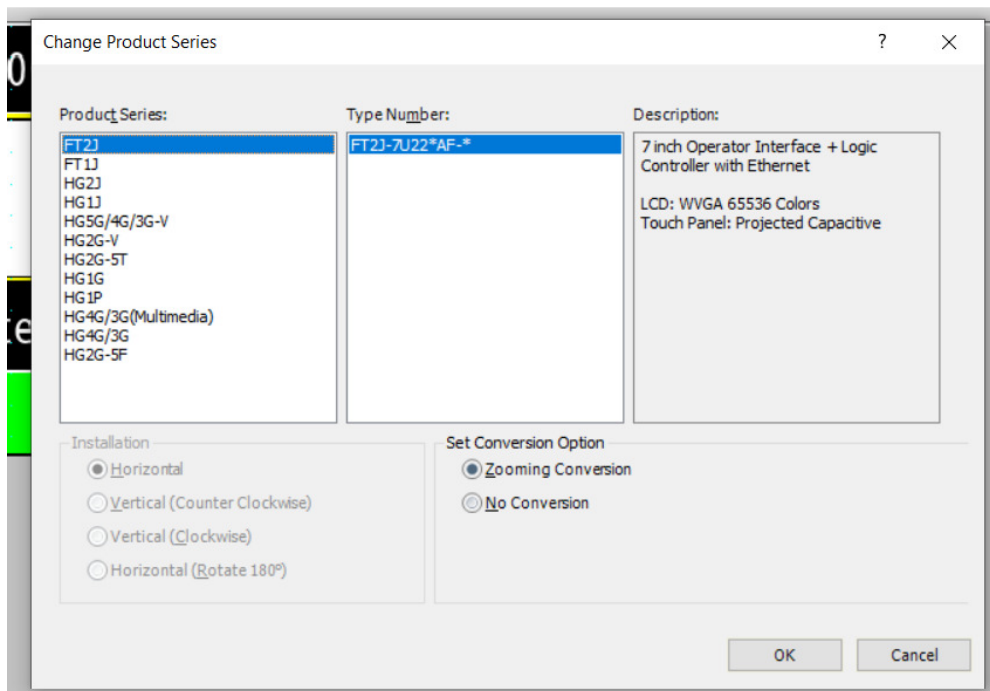 Change Product Series
?
0
Product Series:
Type Number:
Description:
FT2J
FT1J
HG2J
HG1J
HG5G/4G/3G-V
HG2G-V
HG2G-5T
HG1G
HG1P
HG4G/3G(Multimedia)
HG4G/3G
HG2G-5F
FT2J-7U22*AF-*
7 inch Operator Interface + Logic
Controller with Ethernet
LCD: WVGA 65536 Colors
Touch Panel: Projected Capacitive
te
Installation
Horizontal
Vertical (Counter Clockwise)
Vertical (Clockwise)
Horizontal (Rotate 180º)
Set Conversion Option
Zooming Conversion
No Conversion
OK
Cancel